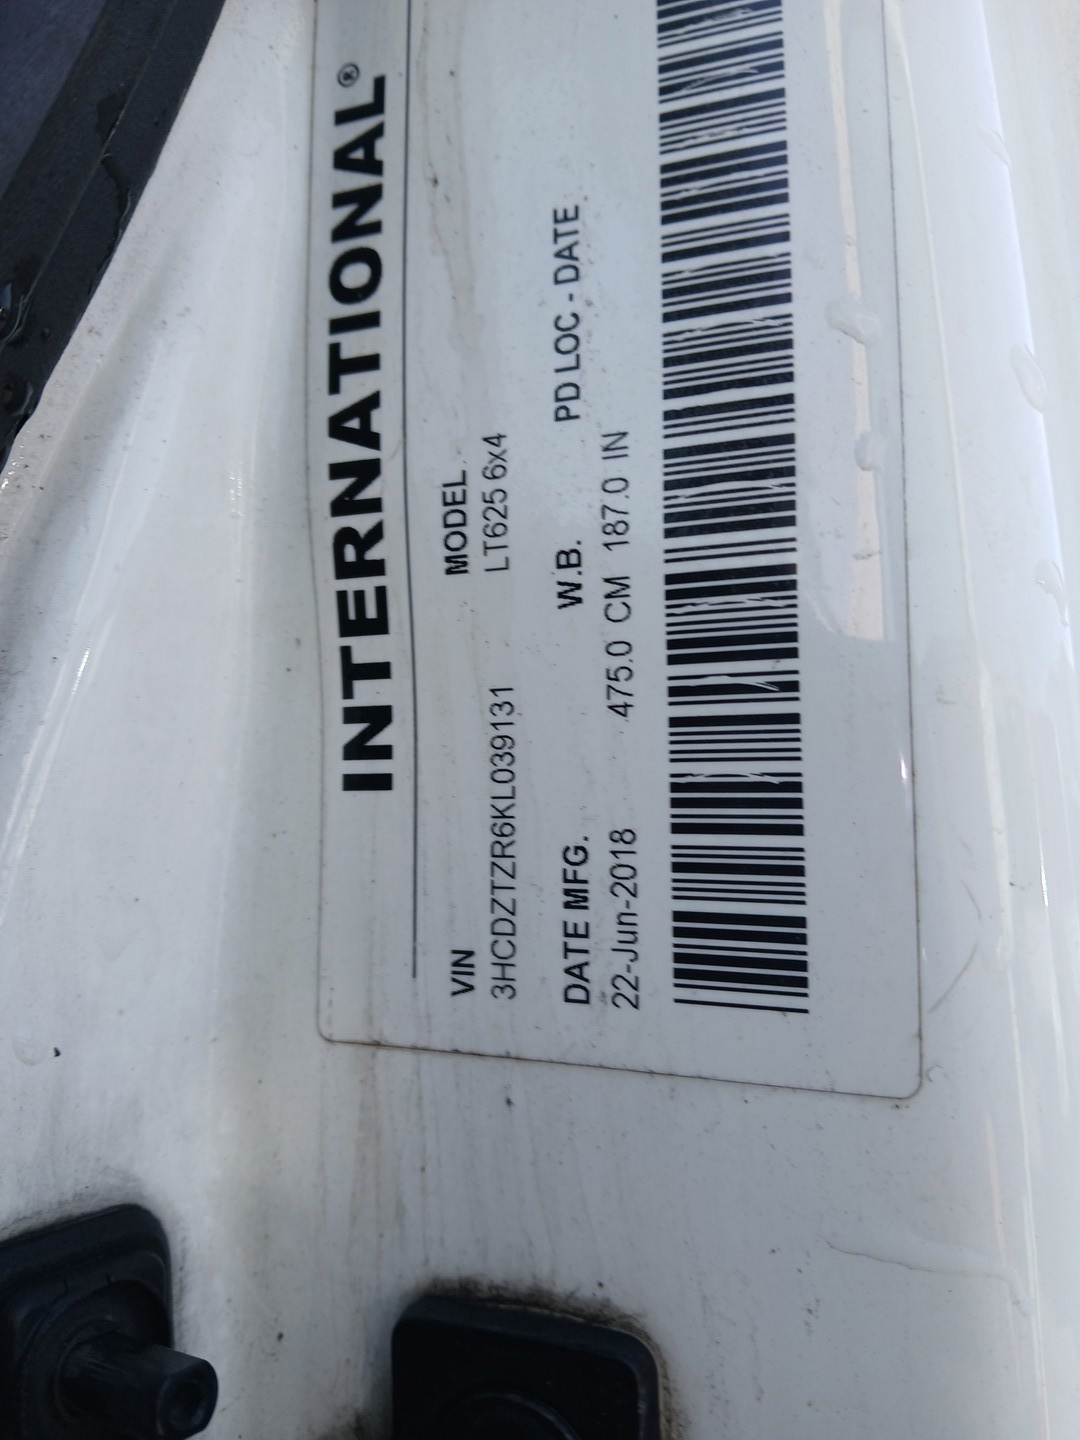 INTERNATIONAL®
VIN MODEL
3HCDZTZR6KL039131 LT625 6x4
DATE MFG. W.B. PD LOC - DATE
22-Jun-2018 475.0 CM 187.0 IN